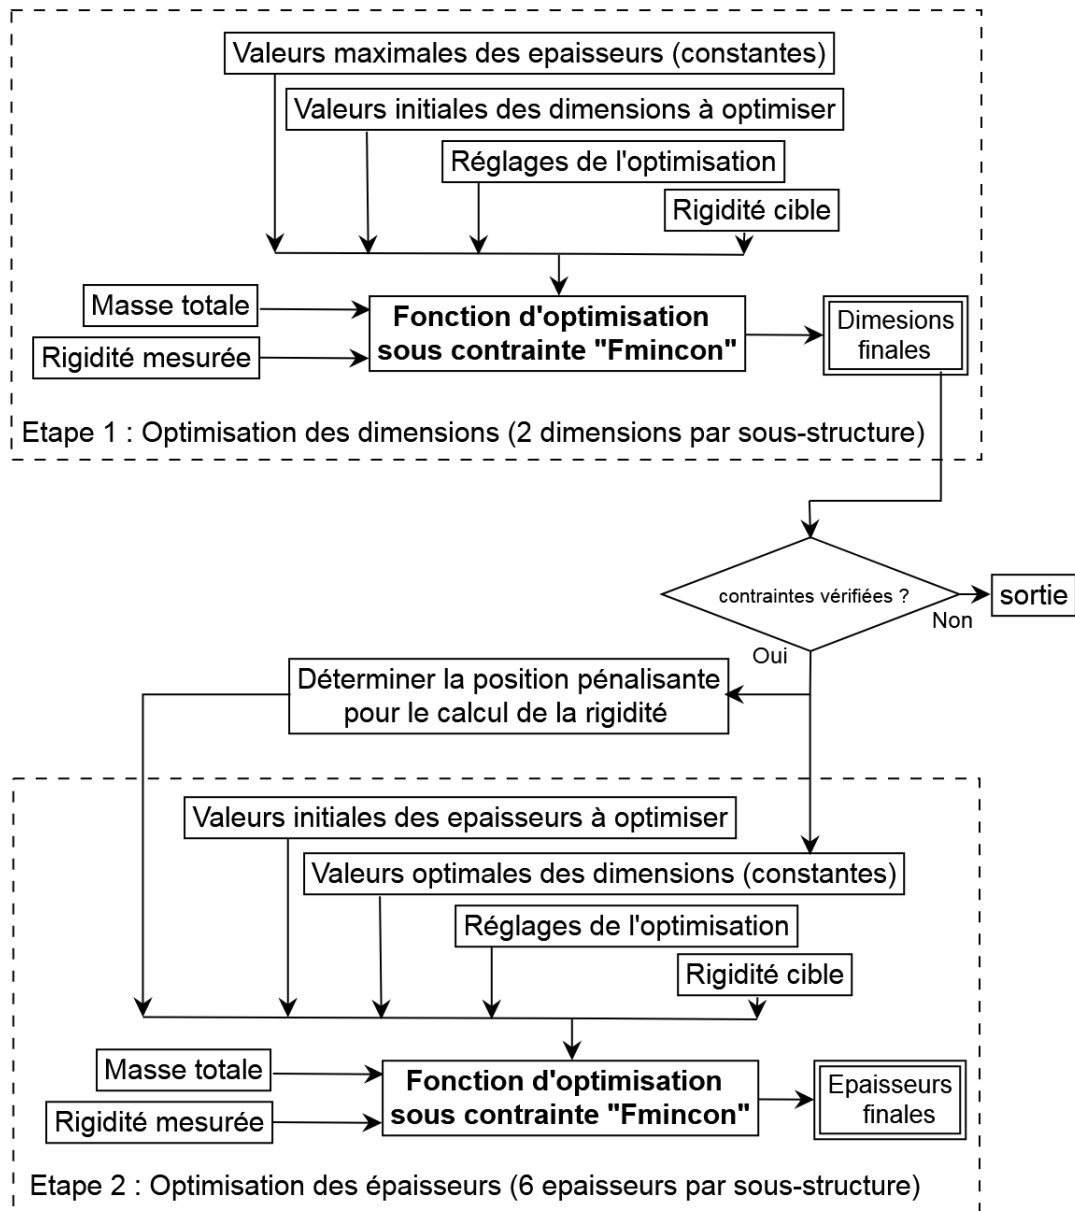 Valeurs maximales des epaisseurs (constantes)
Valeurs initiales des dimensions à optimiser
Réglages de l'optimisation
Rigidité cible
Masse totale
Rigidité mesurée
Fonction d'optimisation
sous contrainte "Fmincon"
Dimesions
finales
Etape 1 : Optimisation des dimensions (2 dimensions par sous-structure)
contraintes vérifiées ?
Non
sortie
Oui
Déterminer la position pénalisante
pour le calcul de la rigidité
Valeurs initiales des epaisseurs à optimiser
Valeurs optimales des dimensions (constantes)
Réglages de l'optimisation
Rigidité cible
Masse totale
Rigidité mesurée
Fonction d'optimisation
sous contrainte "Fmincon"
Epaisseurs
finales
Etape 2 : Optimisation des épaisseurs (6 epaisseurs par sous-structure)